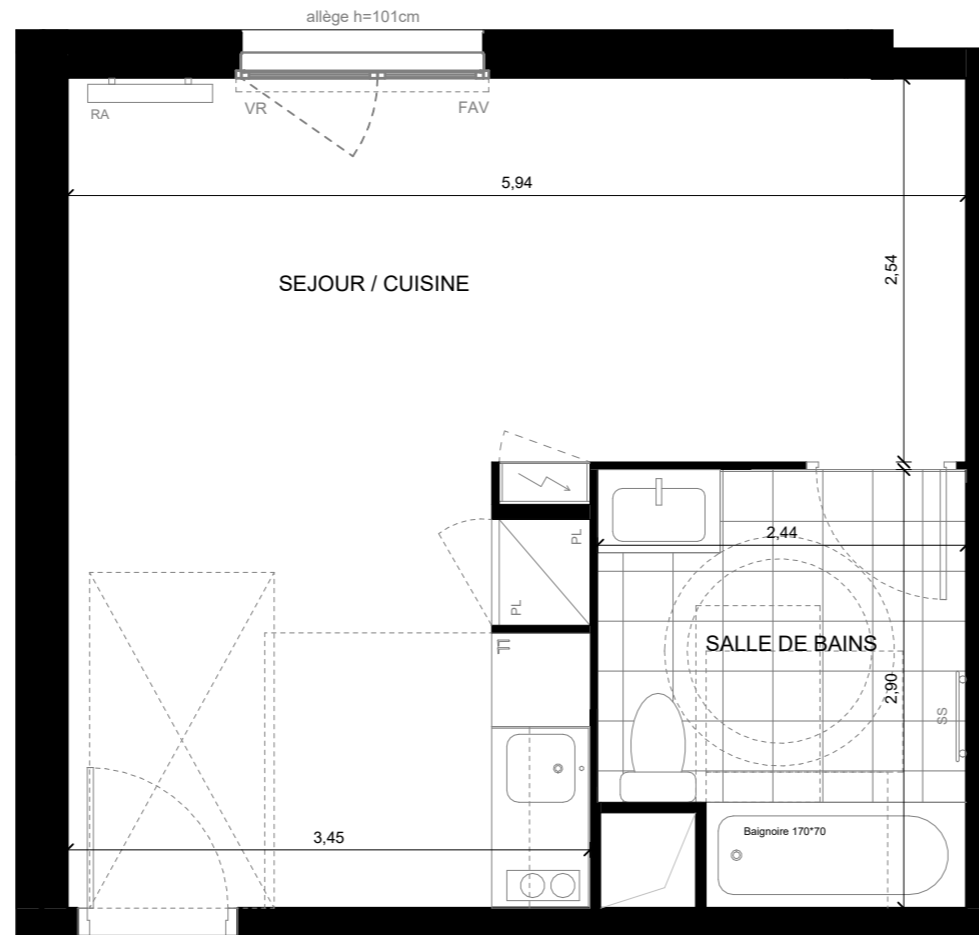 allège h=101cm
RA
VR
FAV
5,94
2,54
SEJOUR / CUISINE
PL
2,44
PL
SALLE DE BAINS
2,90
SS
Baignoire 170*70
3,45